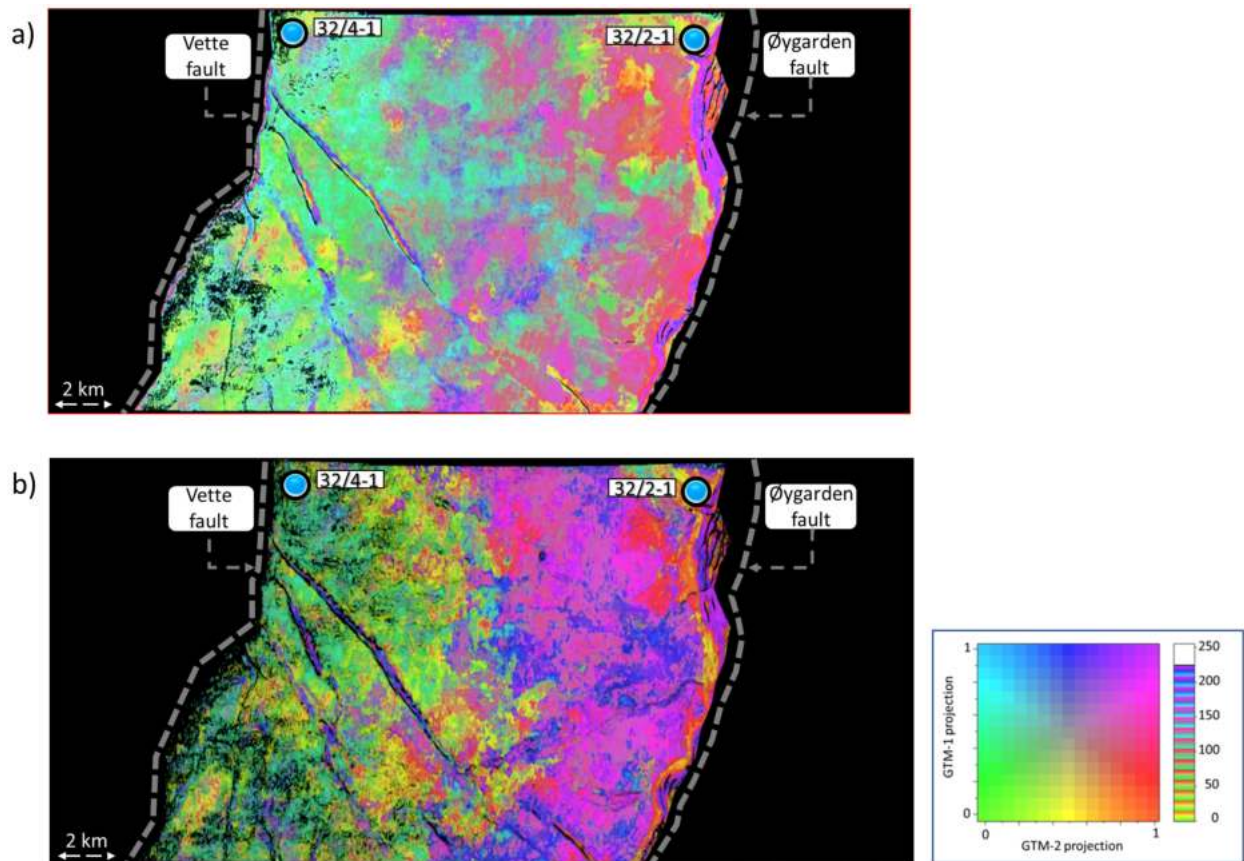 a)
32/4-1
32/2-1
Vette
fault
Øygarden
fault
2 km
b)
32/4-1
32/2-1
Vette
fault
Øygarden
fault
2 km
1
GTM-1 projection
0
0
1
GTM-2 projection
250
200
150
100
50
0